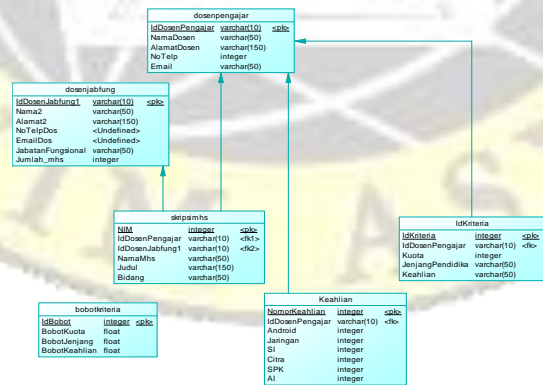 dosenpengajar
IdDosenPengajar varchar(10) <pk>
NamaDosen varchar(50)
AlamatDosen varchar(150)
NoTelp integer
Email varchar(50)
dosenjabfung
IdDosenJabfung1 varchar(10) <pk>
Nama2 varchar(50)
Alamat2 varchar(150)
NoTelpDos <Undefined>
EmailDos <Undefined>
JabatanFungsional varchar(50)
Jumlah_mhs integer
skripsimhs
NIM integer <pk>
IdDosenPengajar varchar(10) <fk1>
IdDosenJabfung1 varchar(10) <fk2>
NamaMhs varchar(50)
Judul varchar(150)
Bidang varchar(50)
IdKriteria
IdKriteria integer <pk>
IdDosenPengajar varchar(10) <fk>
Kuota integer
JenjangPendidika varchar(50)
Keahlian varchar(50)
bobotkriteria
IdBobot integer <pk>
BobotKuota float
BobotJenjang float
BobotKeahlian float
Keahlian
NomorKeahlian integer <pk>
IdDosenPengajar varchar(10) <fk>
Android integer
Jaringan integer
SI integer
Citra integer
SPK integer
AI integer